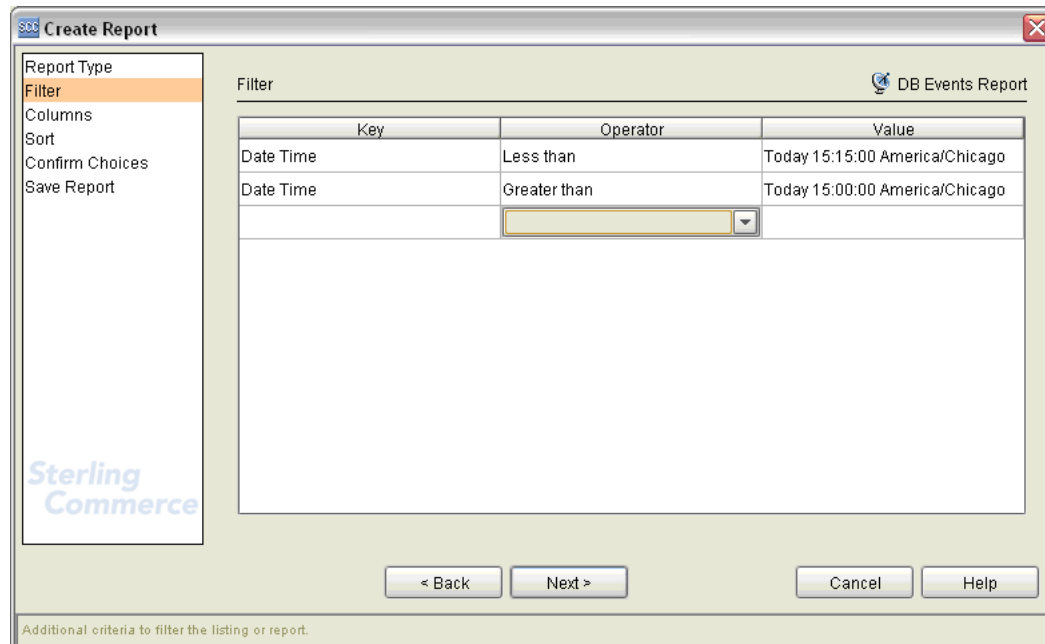 SCC Create Report
Report Type
Filter
Columns
Sort
Confirm Choices
Save Report
Sterling
Commerce
Filter
DB Events Report
Key Operator Value
Date Time Less than Today 15:15:00 America/Chicago
Date Time Greater than Today 15:00:00 America/Chicago
< Back Next > Cancel Help
Additional criteria to filter the listing or report.